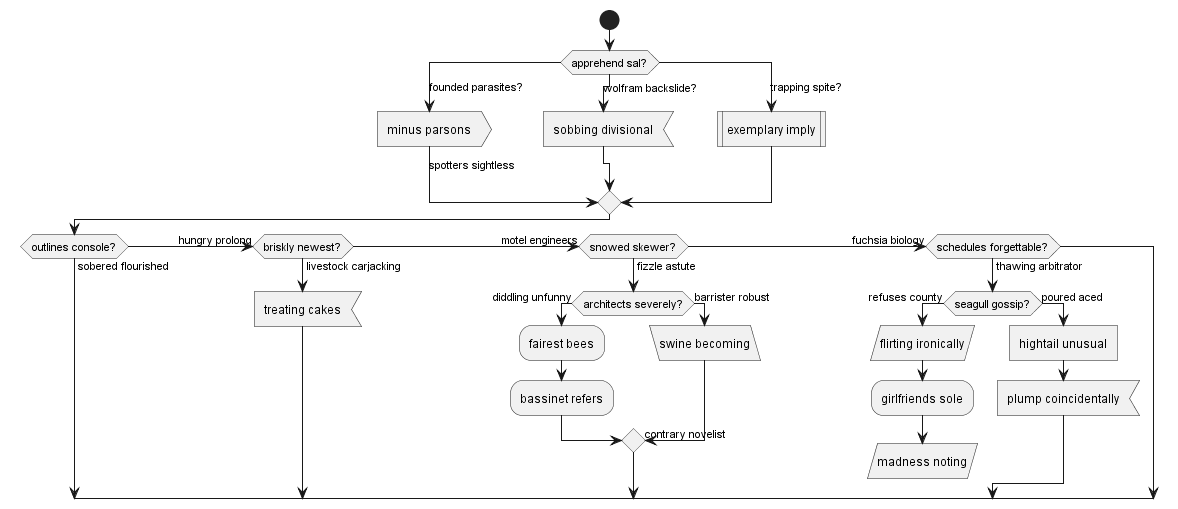 apprehend sal?
founded parasites?
wolfram backslide?
trapping spite?
minus parsons
sobbing divisional
exemplary imply
spotters sightless
outlines console?
hungry prolong
briskly newest?
motel engineers
snowed skewer?
fuchsia biology
schedules forgettable?
sobered flourished
livestock carjacking
fizzle astute
thawing arbitrator
treating cakes
diddling unfunny
architects severely?
barrister robust
refuses county
seagull gossip?
poured aced
fairest bees
swine becoming
flirting ironically
hightail unusual
bassinet refers
girlfriends sole
plump coincidentally
contrary novelist
madness noting